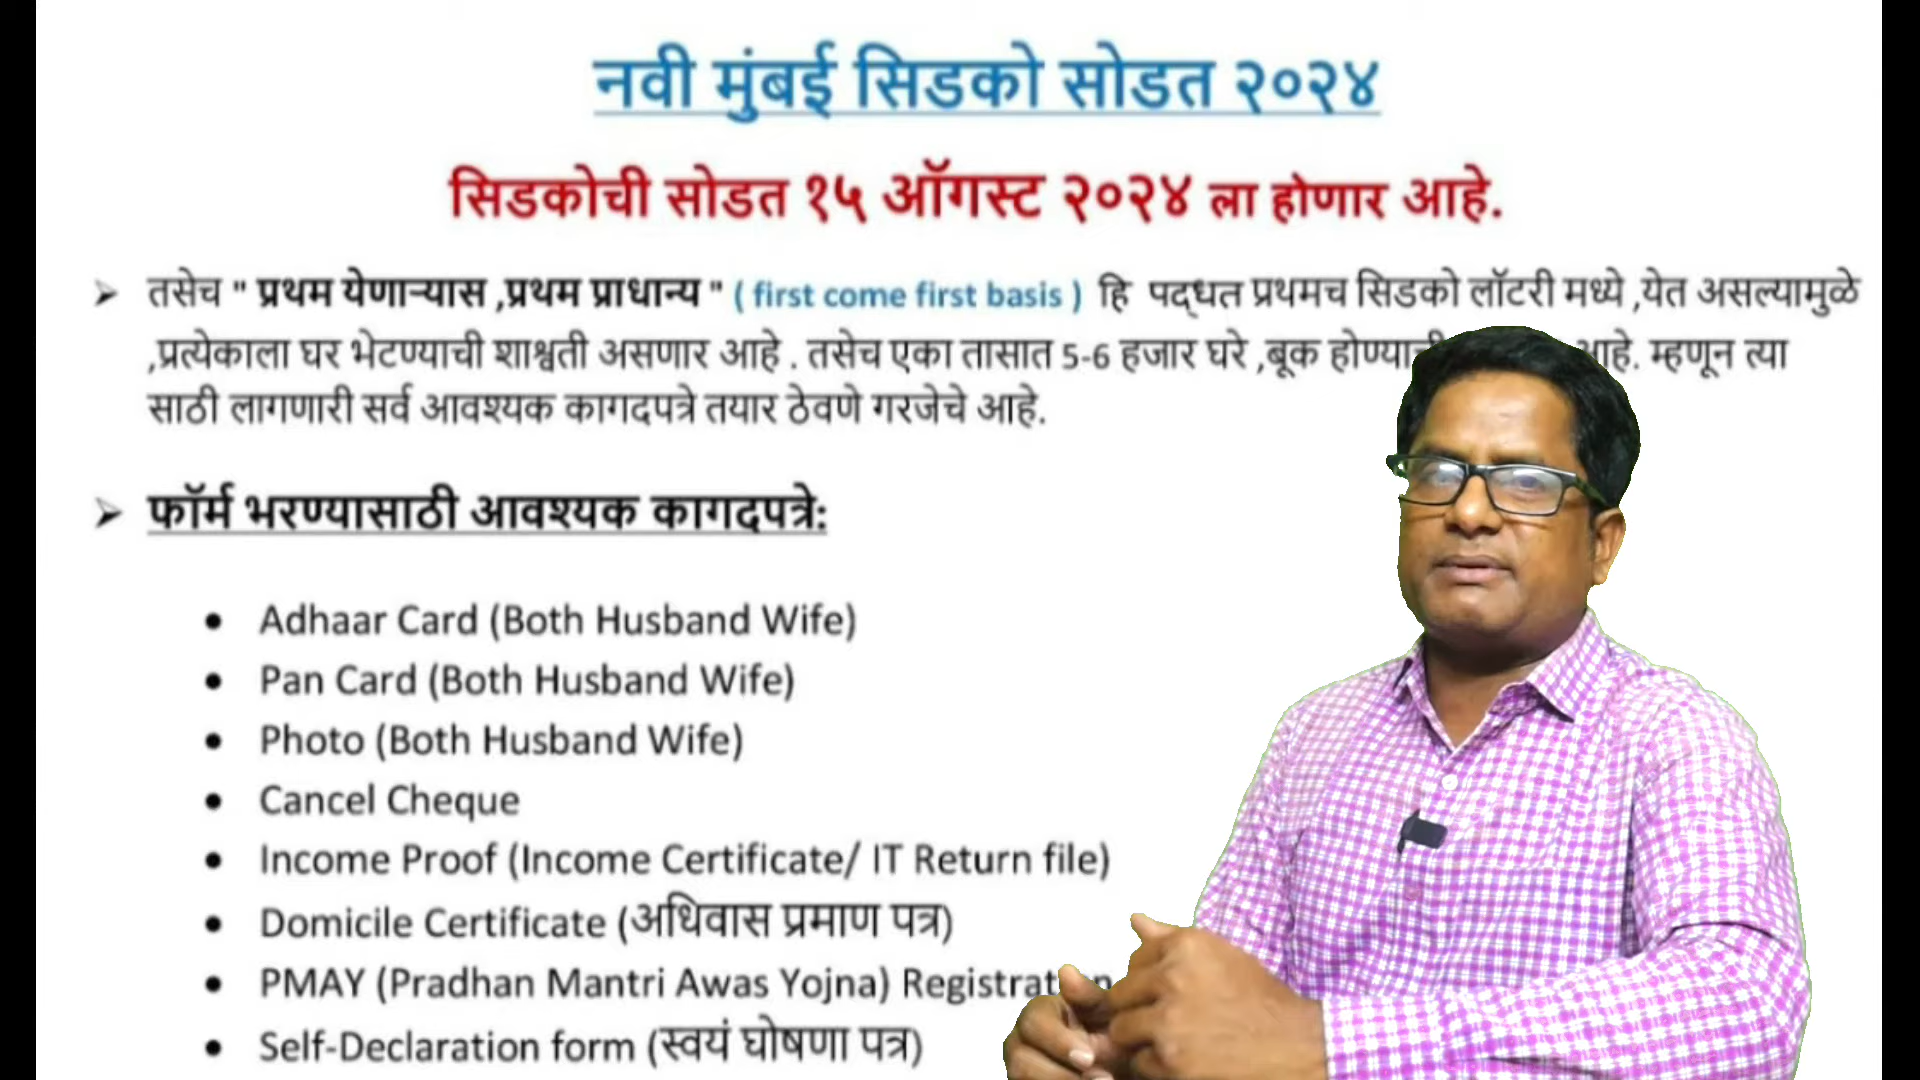 नवी मुंबई सिडको सोडत २०२४
सिडकोची सोडत १५ ऑगस्ट २०२४ ला होणार आहे.
➢ तसेच " प्रथम येणाऱ्यास ,प्रथम प्राधान्य " ( first come first basis ) हि पद्धत प्रथमच सिडको लॉटरी मध्ये ,येत असल्यामुळे
,प्रत्येकाला घर भेटण्याची शाश्वती असणार आहे . तसेच एका तासात 5-6 हजार घरे ,बूक आहे. म्हणून त्या
साठी लागणारी सर्व आवश्यक कागदपत्रे तयार ठेवणे गरजेचे आहे.
➢ फॉर्म भरण्यासाठी आवश्यक कागदपत्रे:
• Adhaar Card (Both Husband Wife)
• Pan Card (Both Husband Wife)
• Photo (Both Husband Wife)
• Cancel Cheque
• Income Proof (Income Certificate/ IT Return file)
• Domicile Certificate (अधिवास प्रमाण पत्र)
• PMAY (Pradhan Mantri Awas Yojna) Registration
• Self-Declaration form (स्वयं घोषणा पत्र)